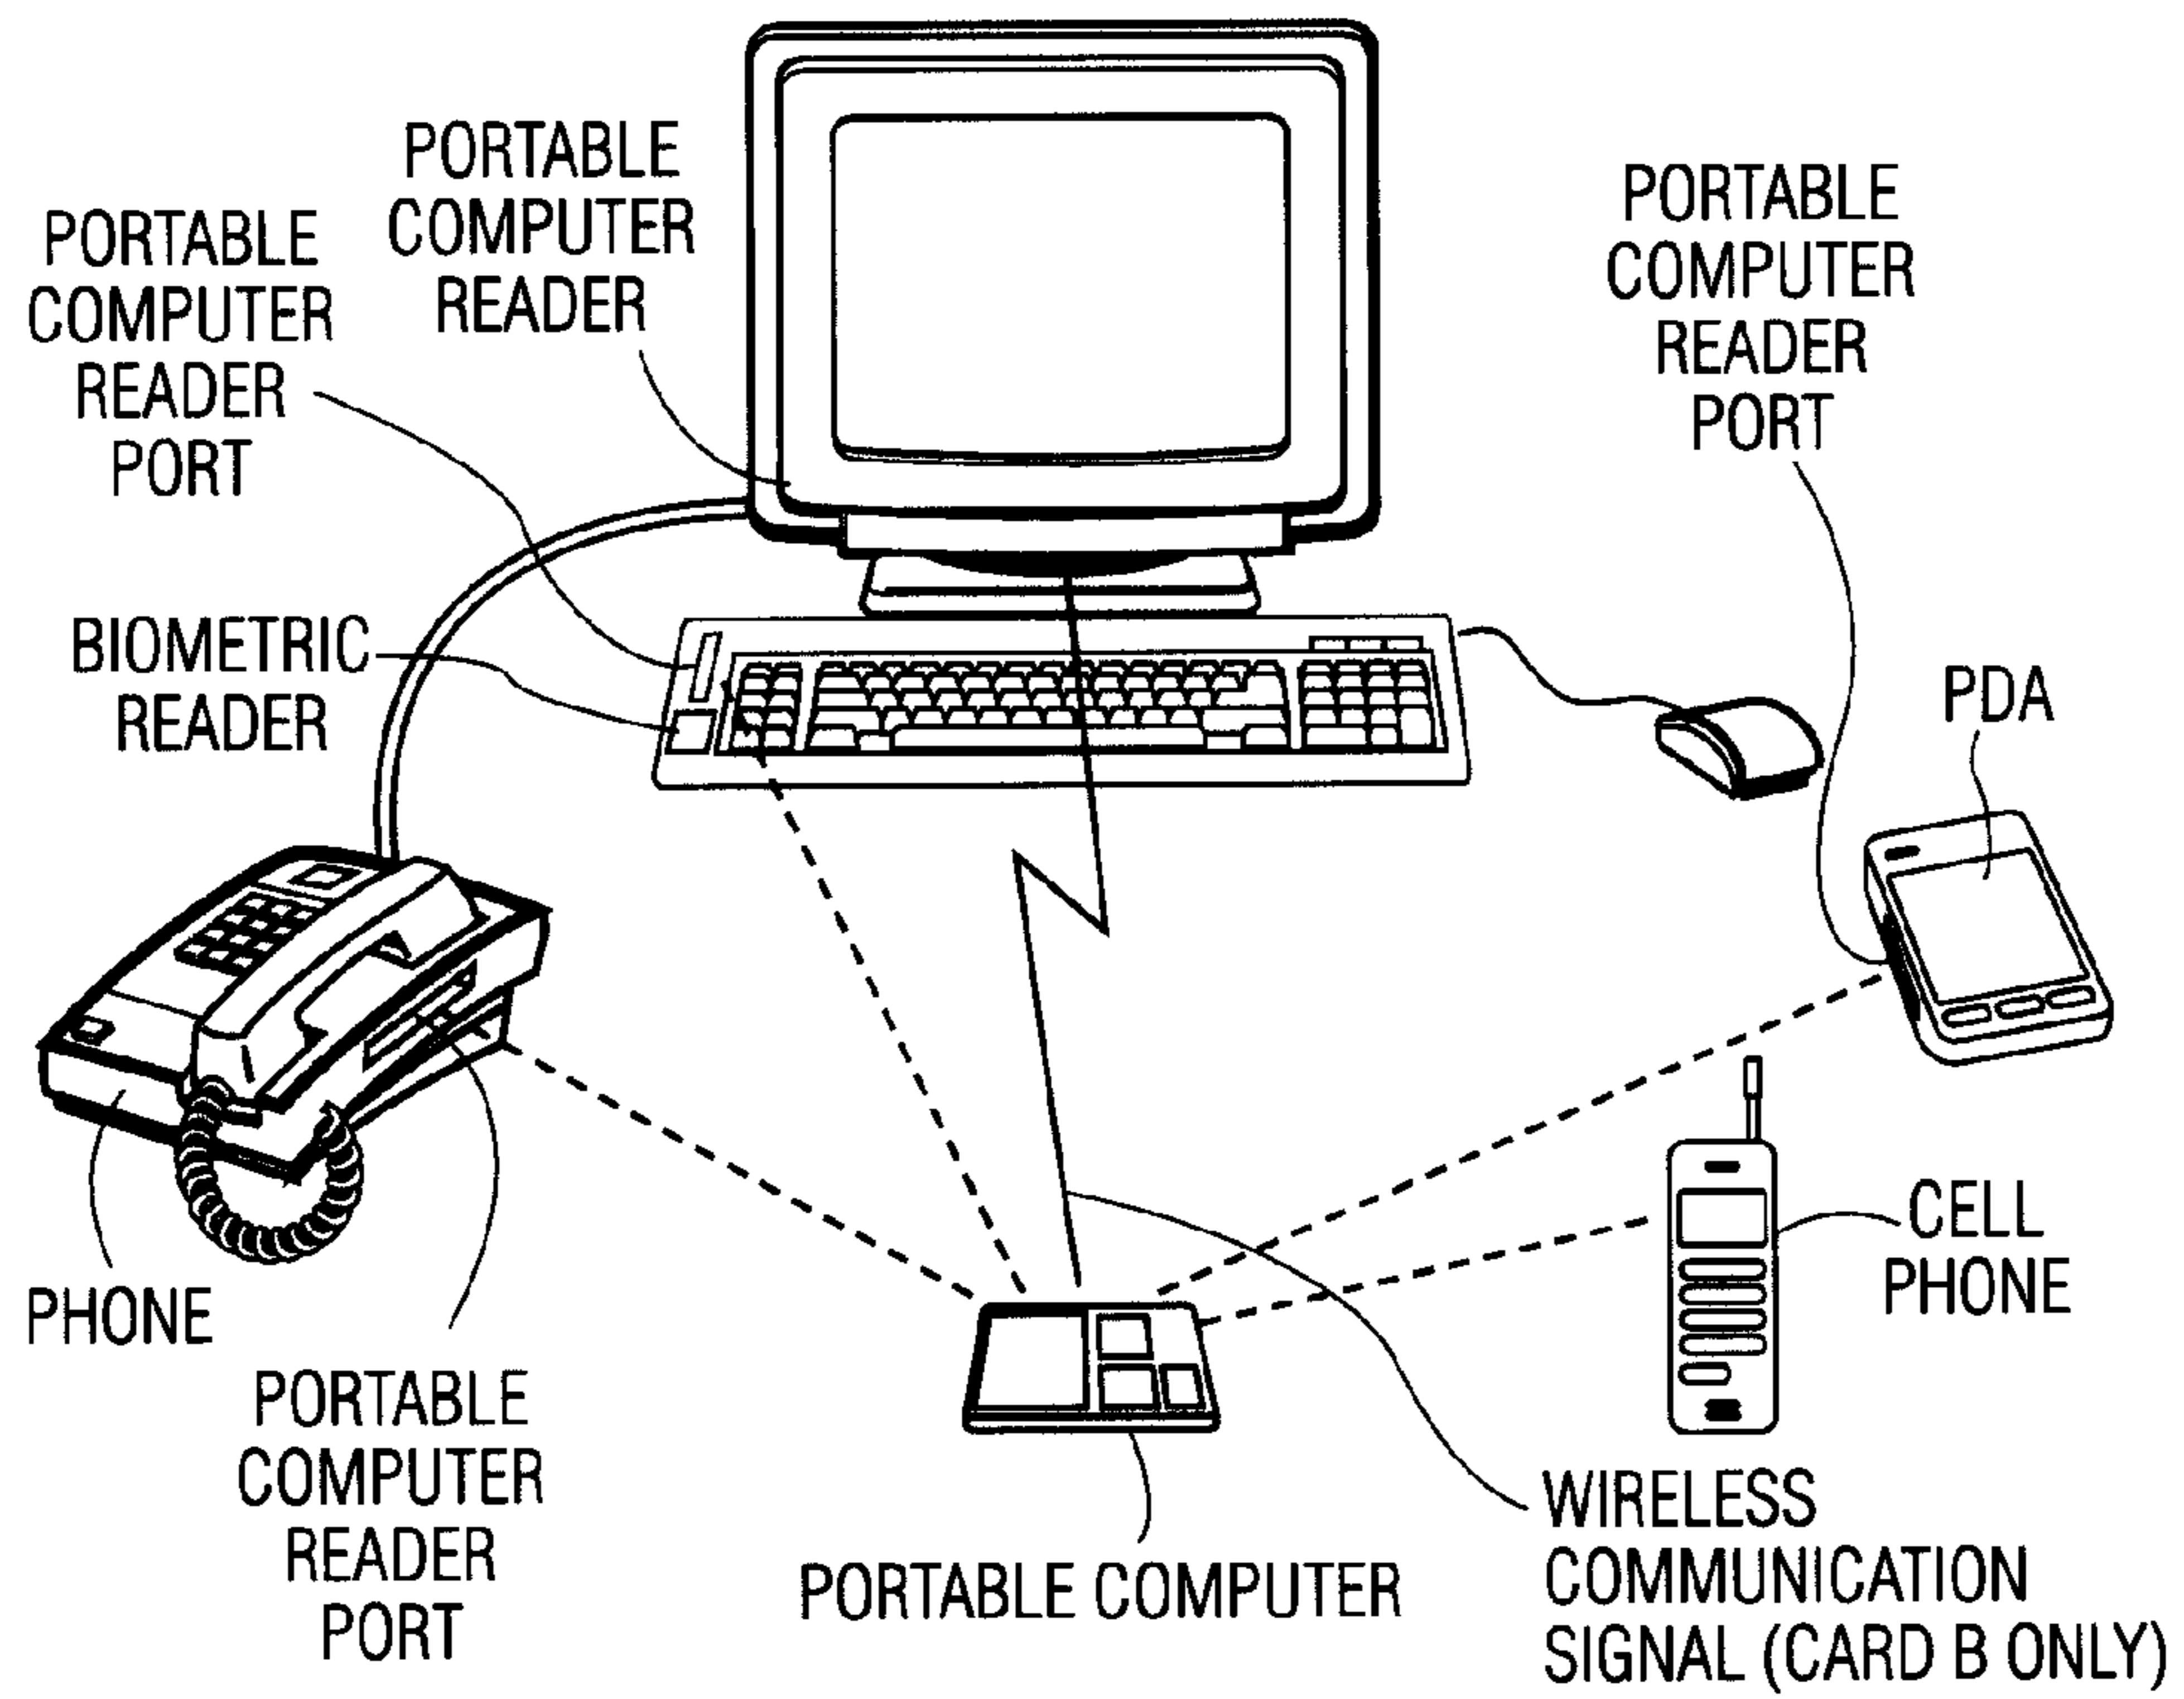 PORTABLE
COMPUTER
READER
PORTABLE
COMPUTER
READER
PORT
PORTABLE
COMPUTER
READER
PORT
BIOMETRIC
READER
PDA
CELL
PHONE
PHONE
PORTABLE
COMPUTER
READER
PORT
PORTABLE COMPUTER
WIRELESS
COMMUNICATION
SIGNAL (CARD B ONLY)